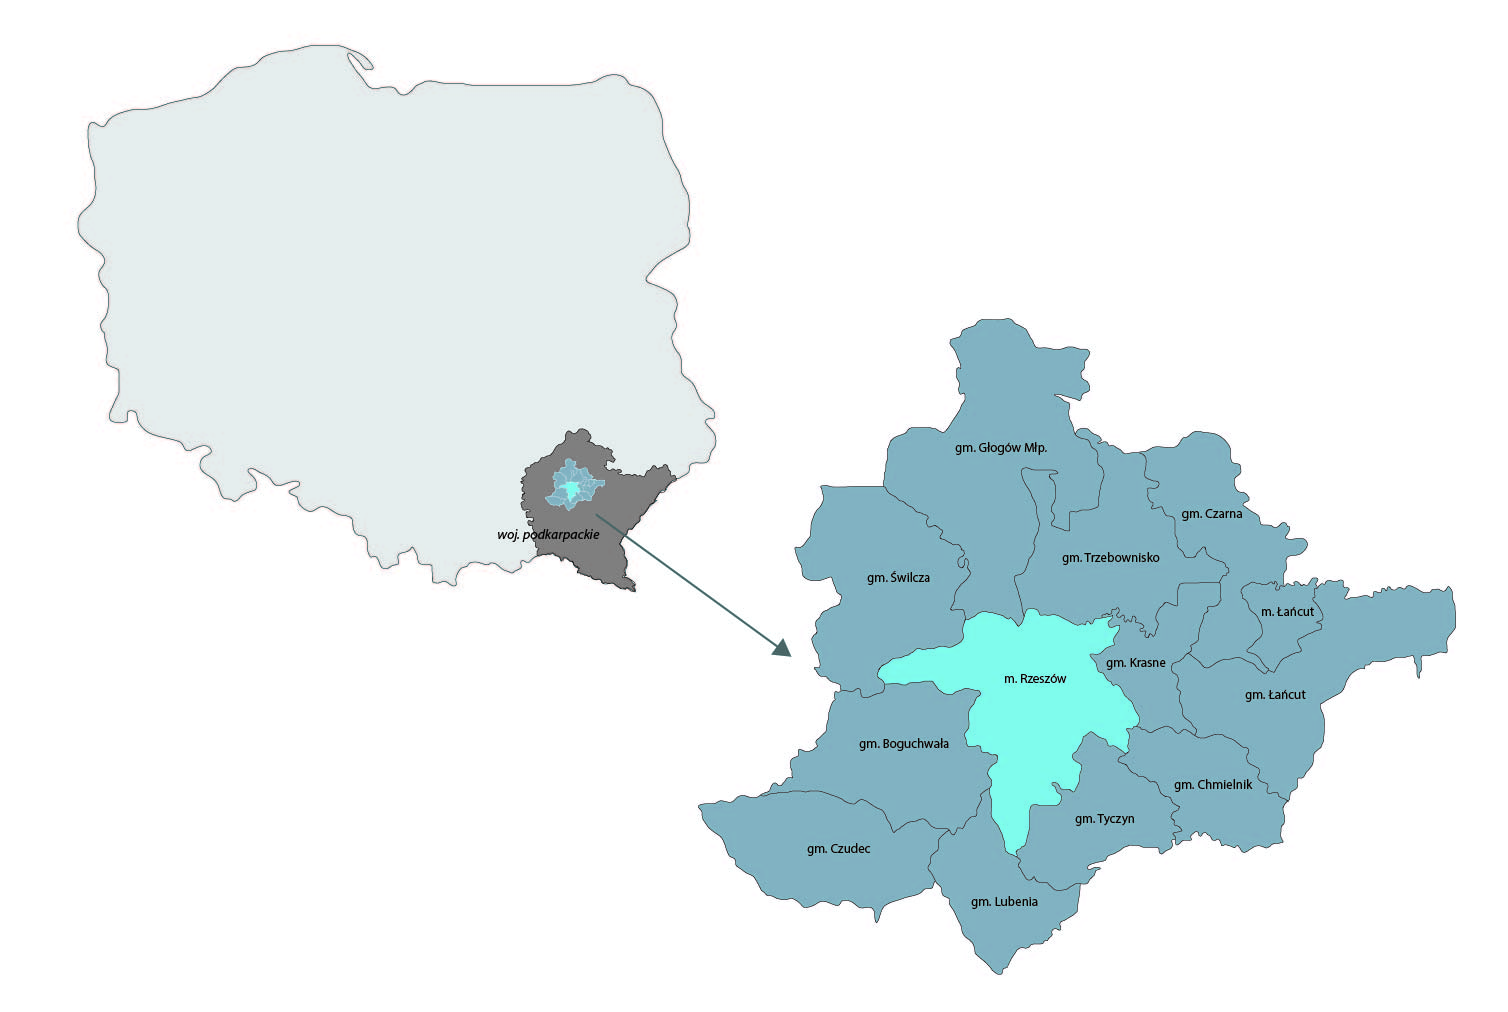 gm. Głogów Młp.
gm. Czarna
woj. podkarpackie
gm. Trzebownisko
gm. Świlcza
m. Łańcut
gm. Krasne
m. Rzeszów
gm. Łańcut
gm. Boguchwała
gm. Chmielnik
gm. Tyczyn
gm. Czudec
gm. Lubenia